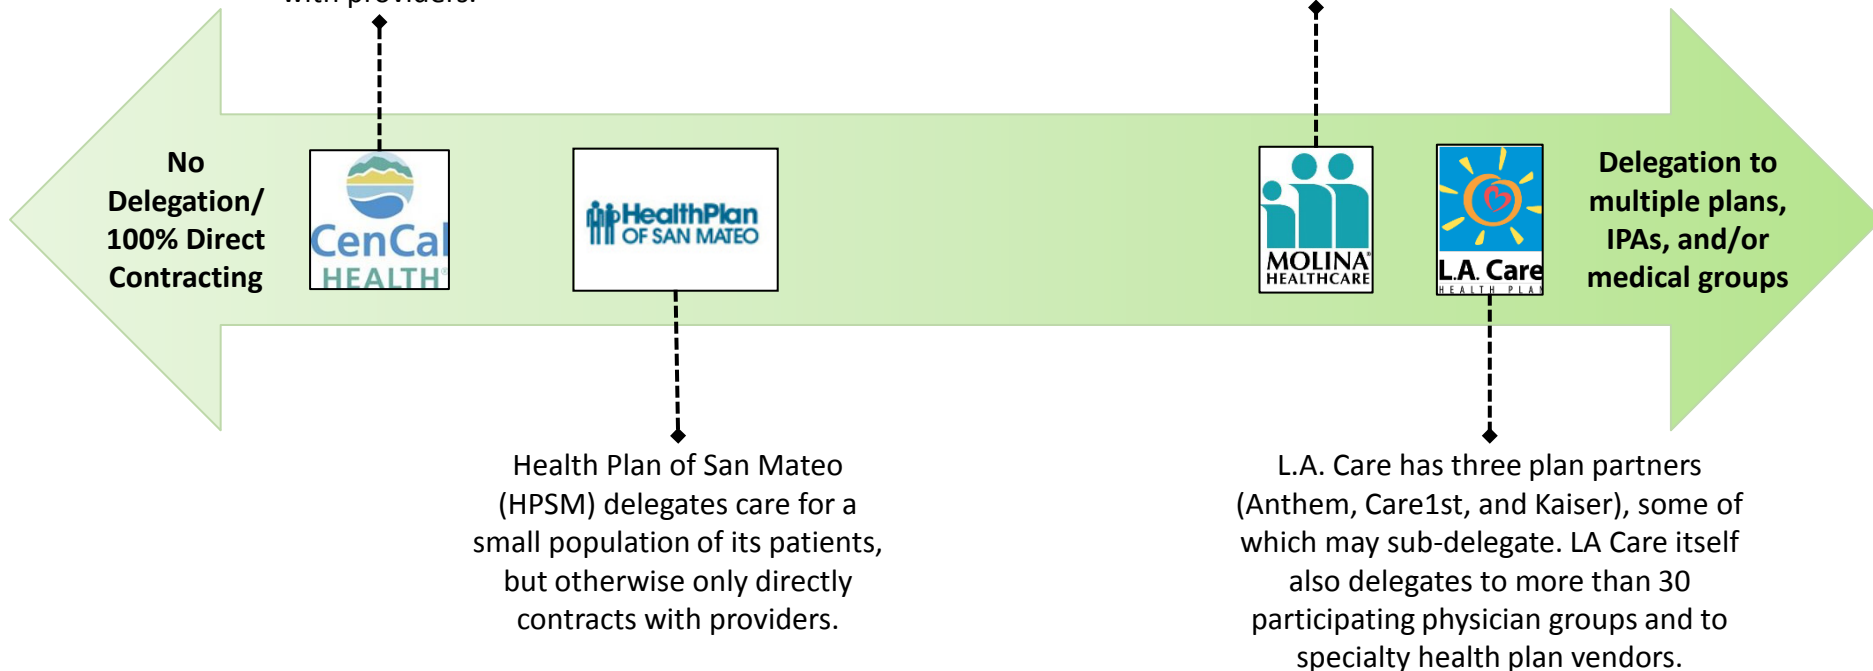 with providers.
No
Delegation/
100% Direct
Contracting
CenCal
HEALTH®
HealthPlan
OF SAN MATEO
MOLINA®
HEALTHCARE
L.A. Care
HEALTH PLAN
Delegation to
multiple plans,
IPAs, and/or
medical groups
Health Plan of San Mateo
(HPSM) delegates care for a
small population of its patients,
but otherwise only directly
contracts with providers.
L.A. Care has three plan partners
(Anthem, Care1st, and Kaiser), some of
which may sub-delegate. LA Care itself
also delegates to more than 30
participating physician groups and to
specialty health plan vendors.